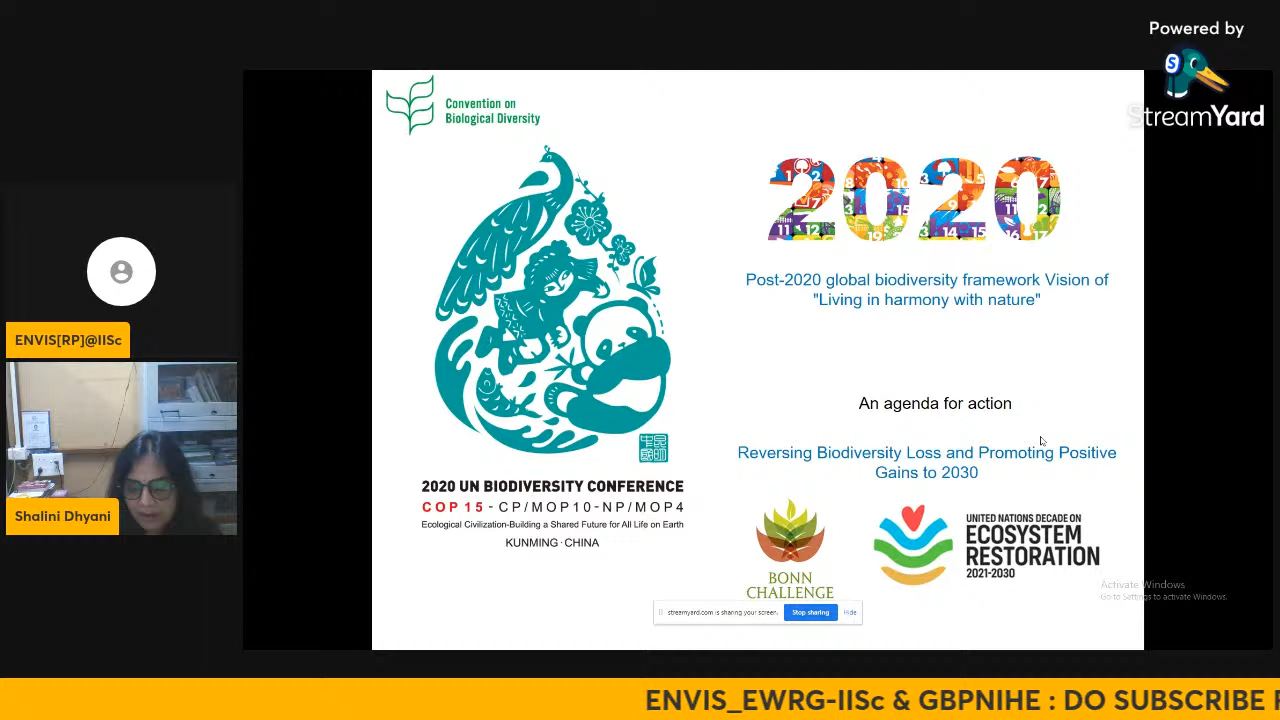 Powered by
StreamYard
Convention on
Biological Diversity
2020
Post-2020 global biodiversity framework Vision of
"Living in harmony with nature"
An agenda for action
Reversing Biodiversity Loss and Promoting Positive
Gains to 2030
2020 UN BIODIVERSITY CONFERENCE
COP 15 - CP/MOP10-NP/MOP4
Ecological Civilization-Building a Shared Future for All Life on Earth
KUNMING · CHINA
BONN
CHALLENGE
UNITED NATIONS DECADE ON
ECOSYSTEM
RESTORATION
2021-2030
Activate Windows
Go to Settings to activate Windows.
streamyard.com is sharing your screen.
Stop sharing
Hide
ENVIS[RP]@IISc
Shalini Dhyani
ENVIS_EWRG-IISc & GBPNIHE : DO SUBSCRIBE